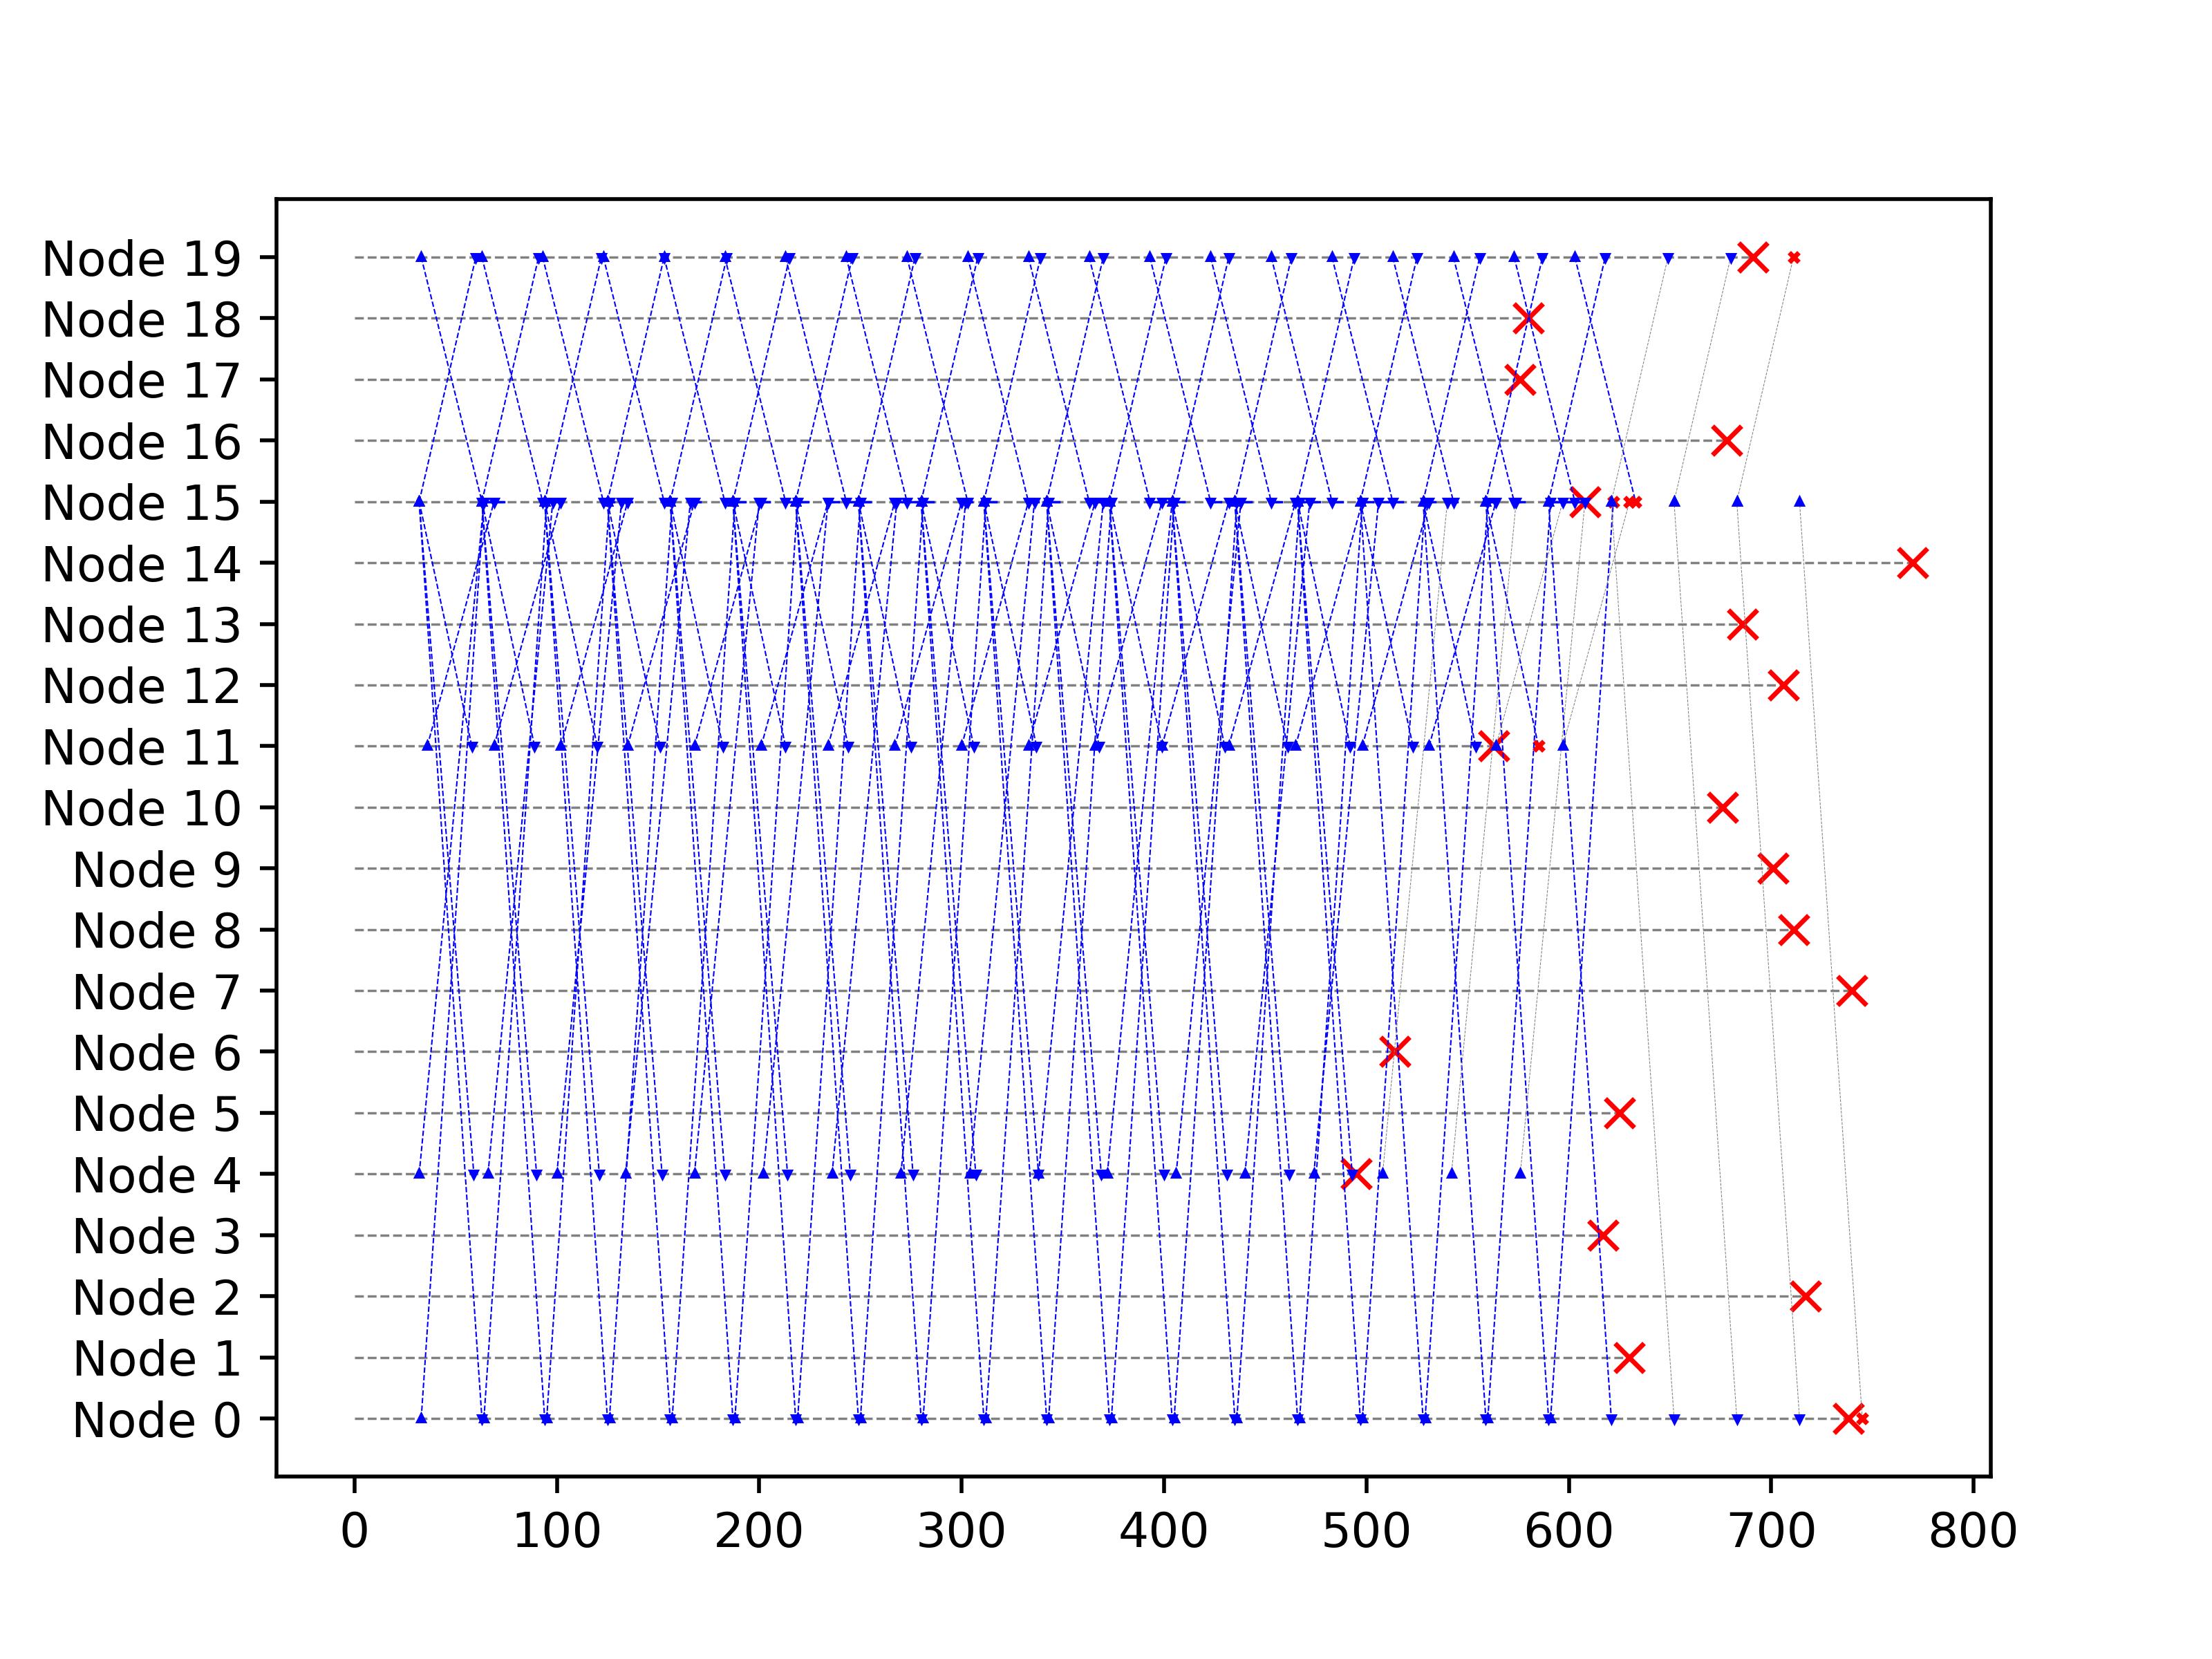 Node 19
Node 18
Node 17
Node 16
Node 15
Node 14
Node 13
Node 12
Node 11
Node 10
Node 9
Node 8
Node 7
Node 6
Node 5
Node 4
Node 3
Node 2
Node 1
Node 0
0 100 200 300 400 500 600 700 800